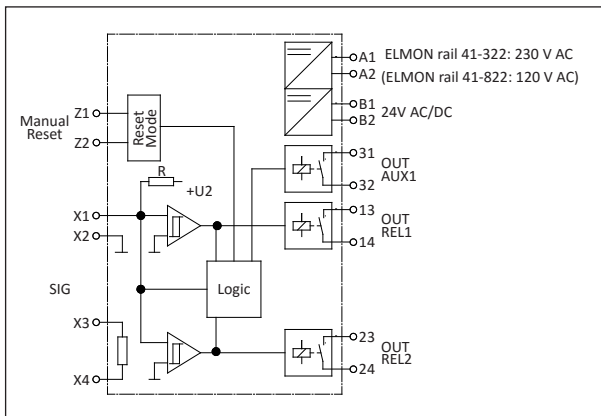 A1 ELMON rail 41-322: 230 V AC
A2 (ELMON rail 41-822: 120 V AC)
B1
B2
24V AC/DC
Manual
Reset
Z1
Z2
Reset
Mode
31
32
OUT
AUX1
R
+U2
X1
X2
13
14
OUT
REL1
SIG
Logic
X3
X4
23
24
OUT
REL2